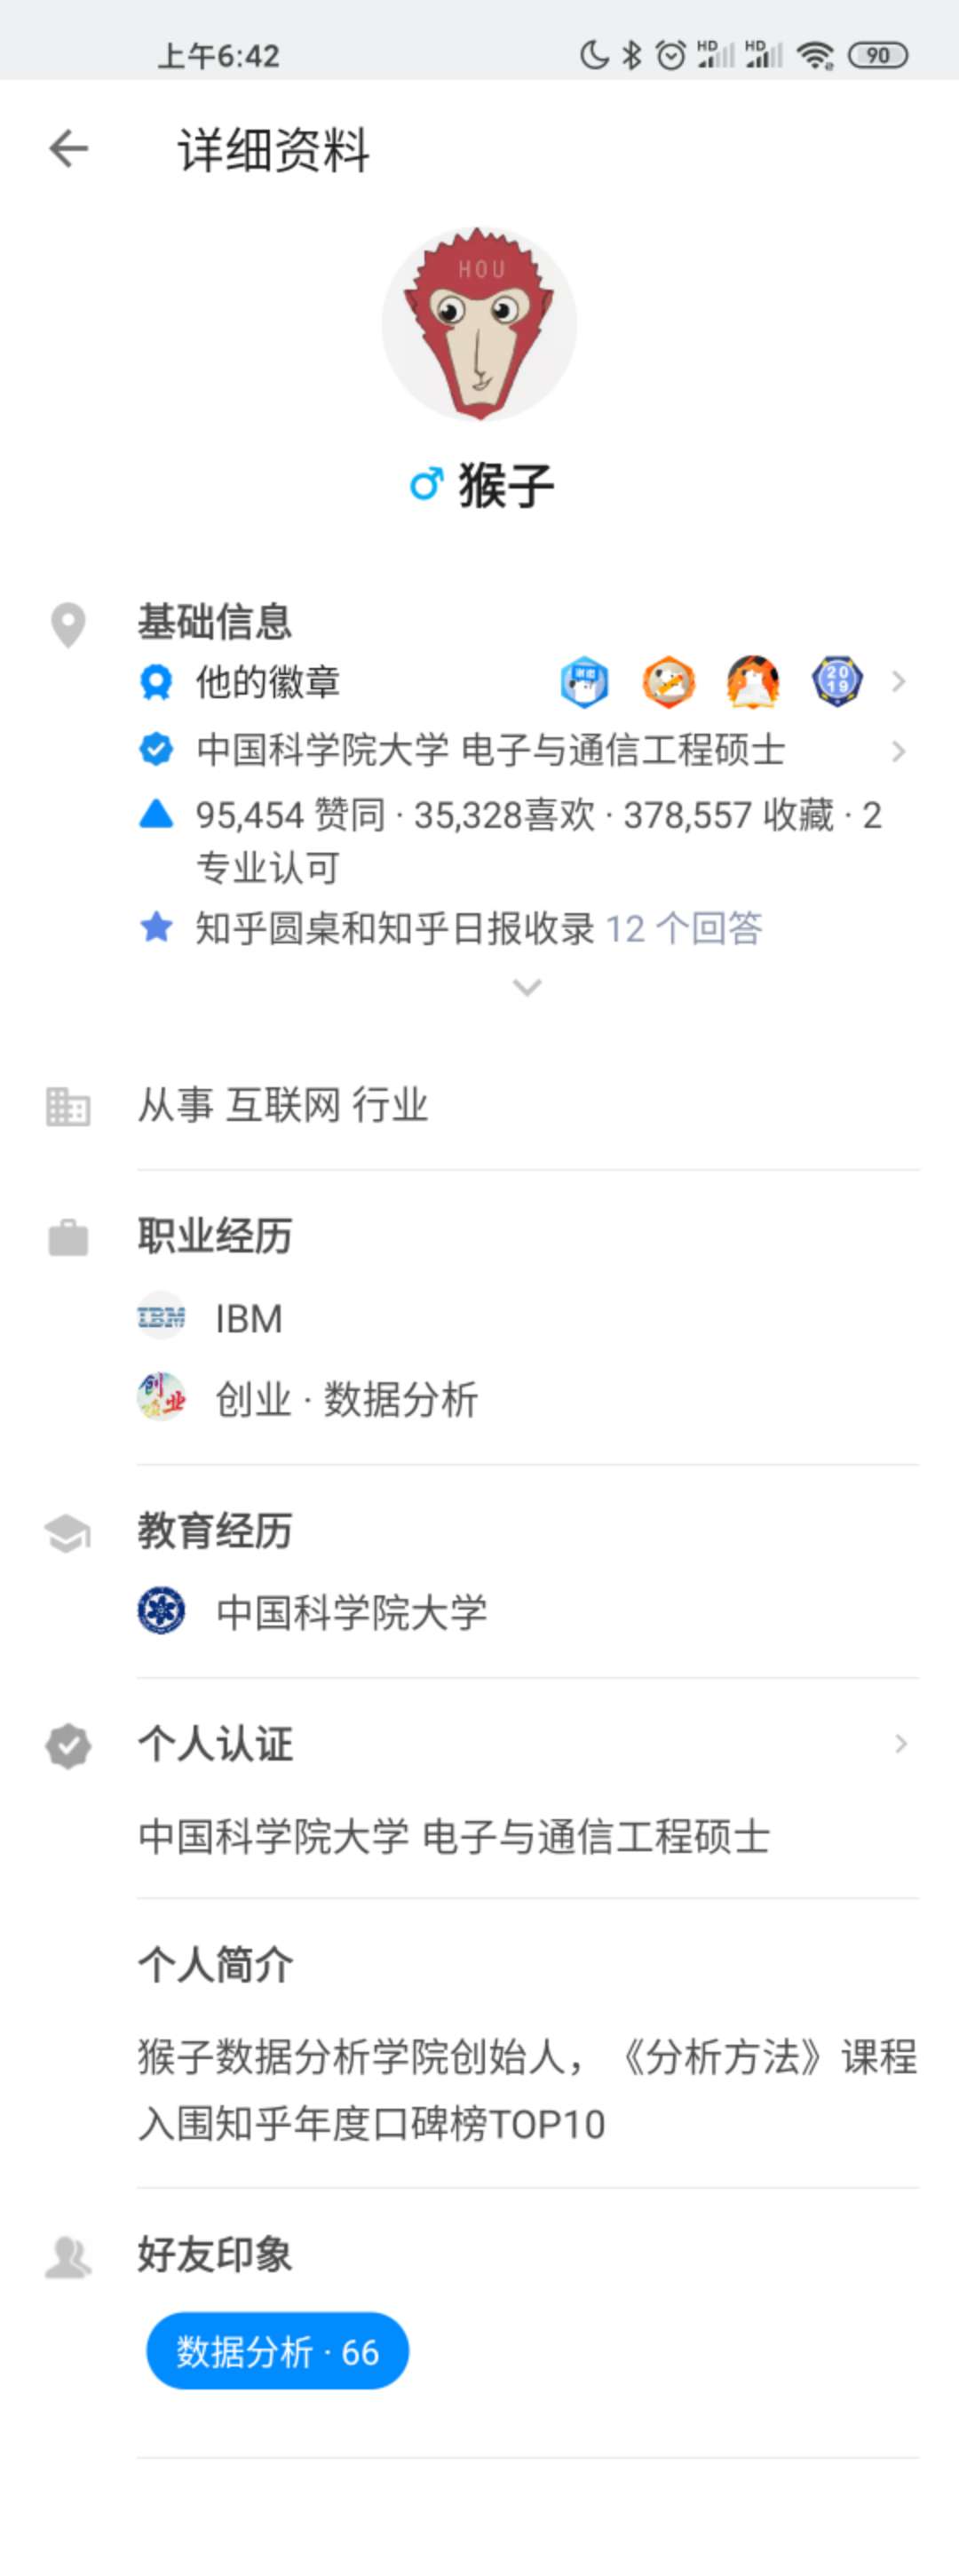 上午6:42
HD
HD
90
详细资料
HOU
猴子
基础信息
他的徽章
20
19
中国科学院大学 电子与通信工程硕士
95,454 赞同 · 35,328喜欢 · 378,557 收藏 · 2
专业认可
知乎圆桌和知乎日报收录 12 个回答
从事 互联网 行业
职业经历
IBM
IBM
创业
创业 · 数据分析
教育经历
中国科学院大学
个人认证
中国科学院大学 电子与通信工程硕士
个人简介
猴子数据分析学院创始人，《分析方法》课程
入围知乎年度口碑榜TOP10
好友印象
数据分析 · 66